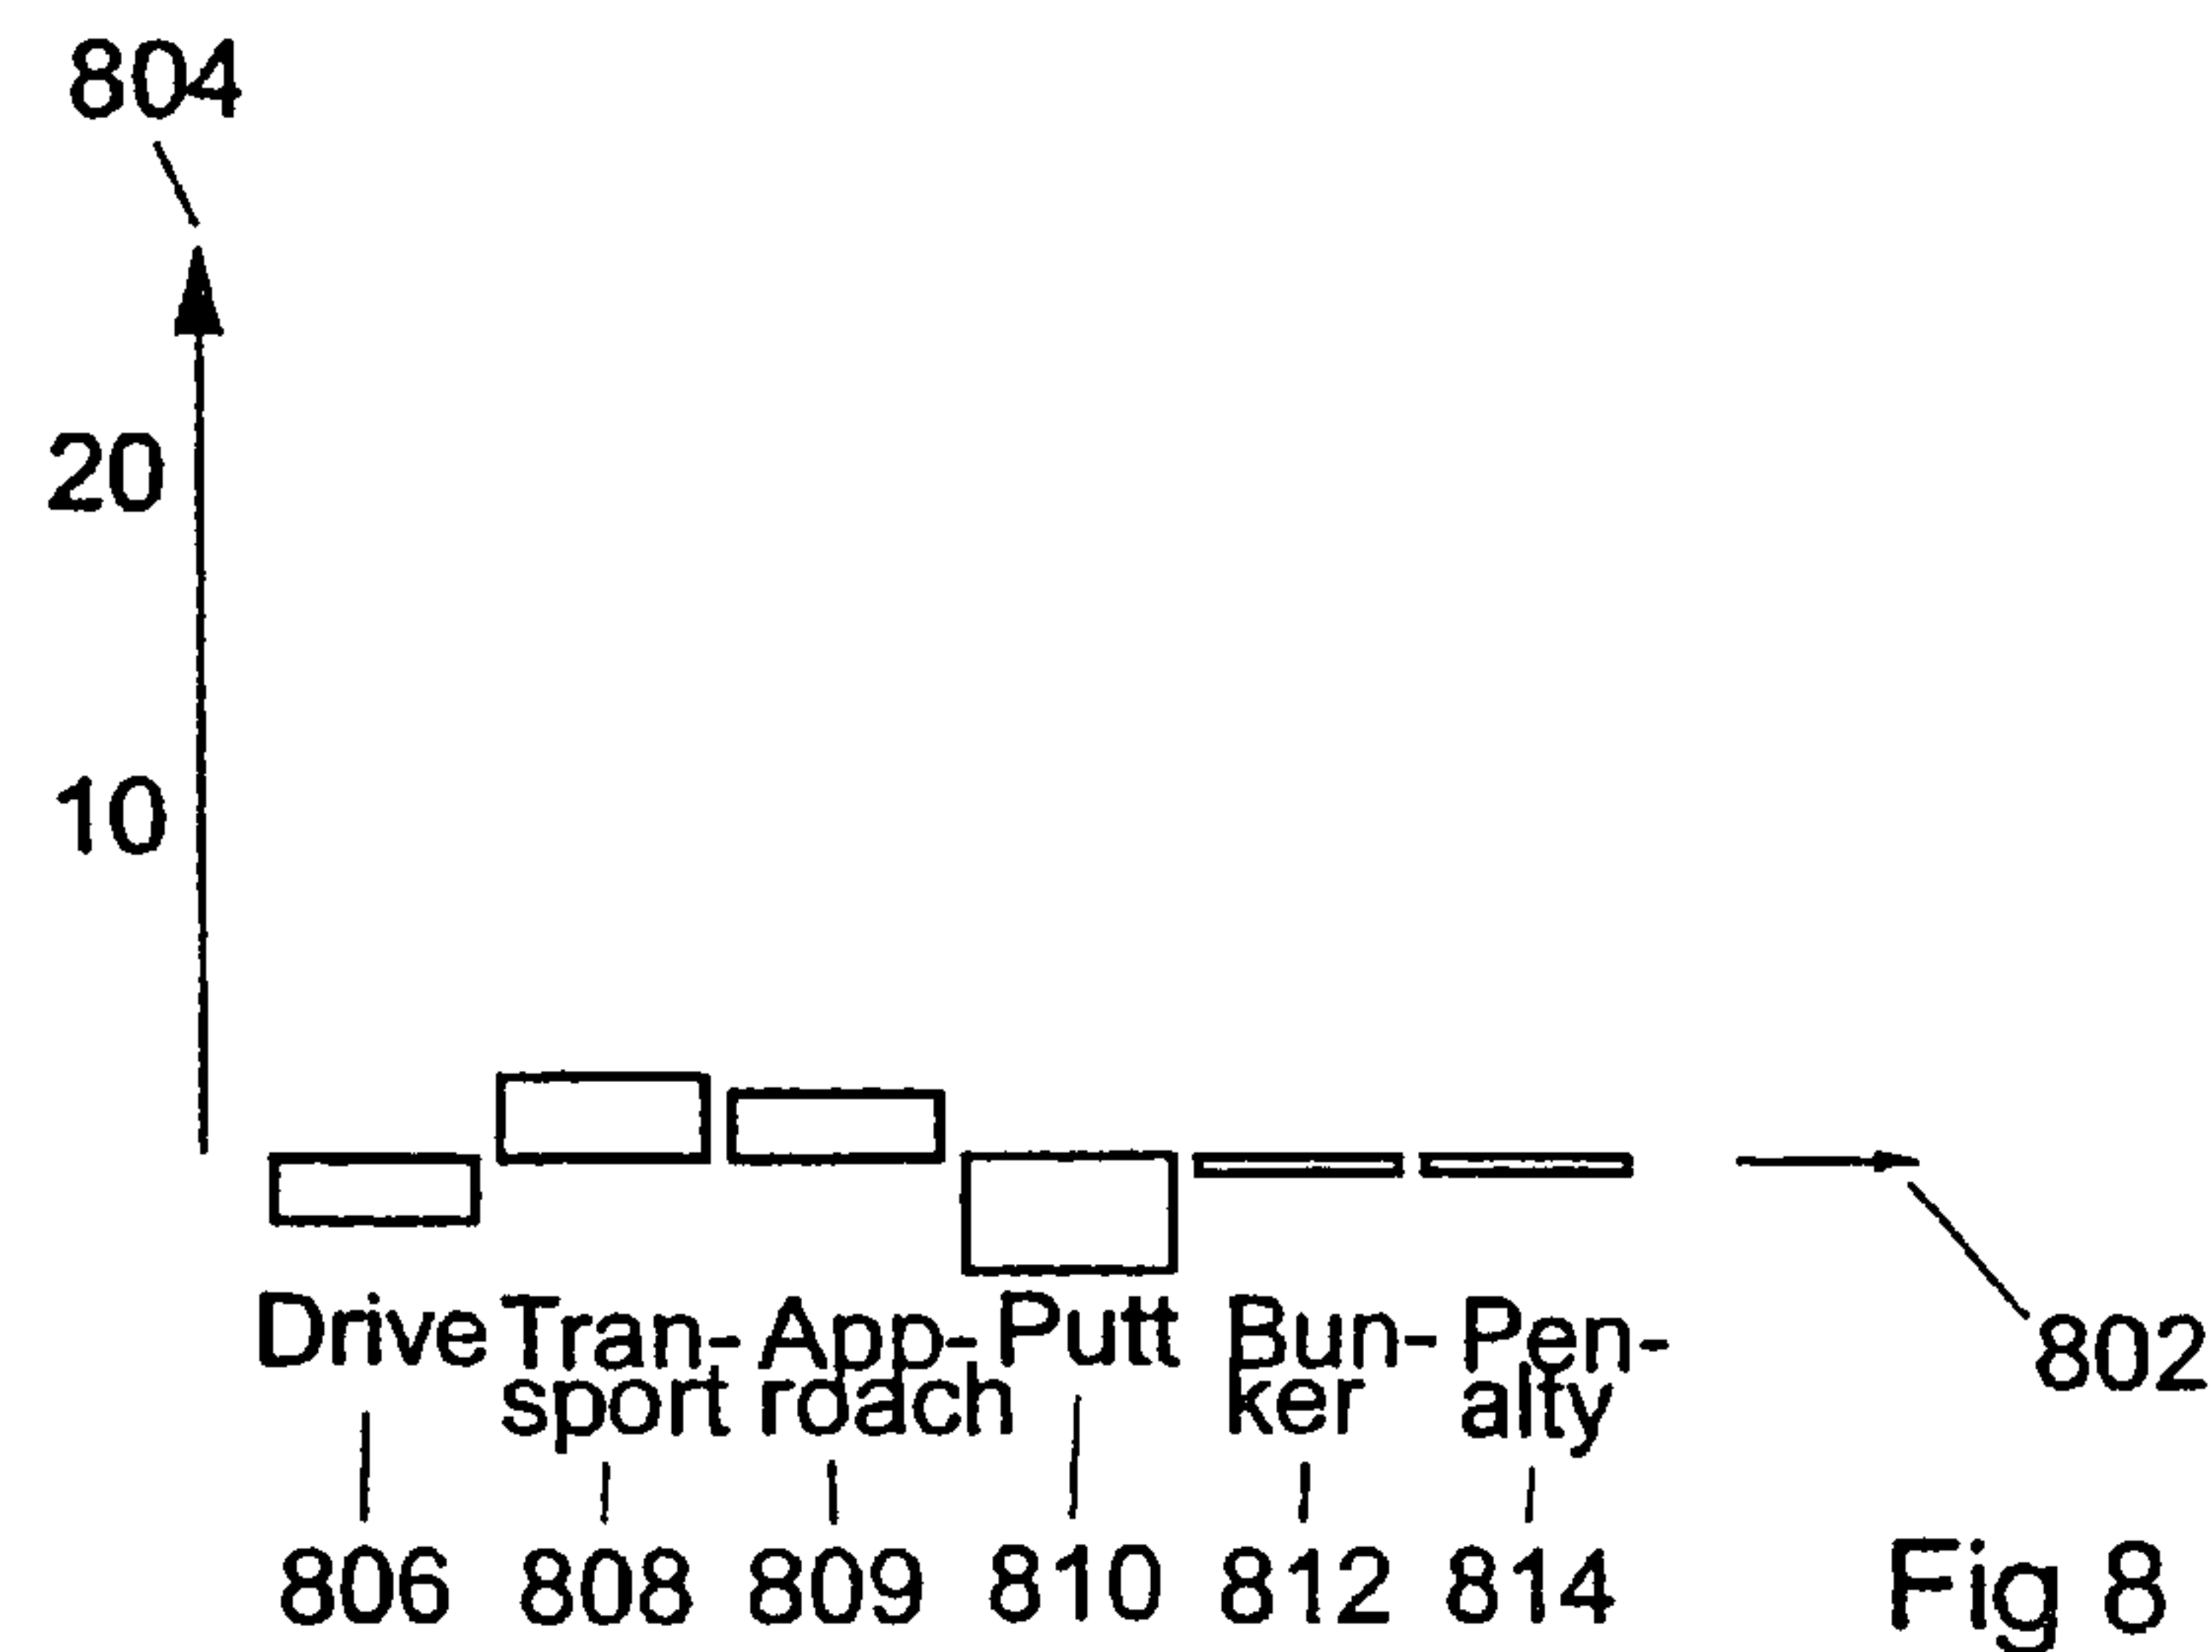 804
20
10
Drive Tran- App- Putt Bun- Pen-
sport roach ker alty
802
806 808 809 810 812 814
Fig 8